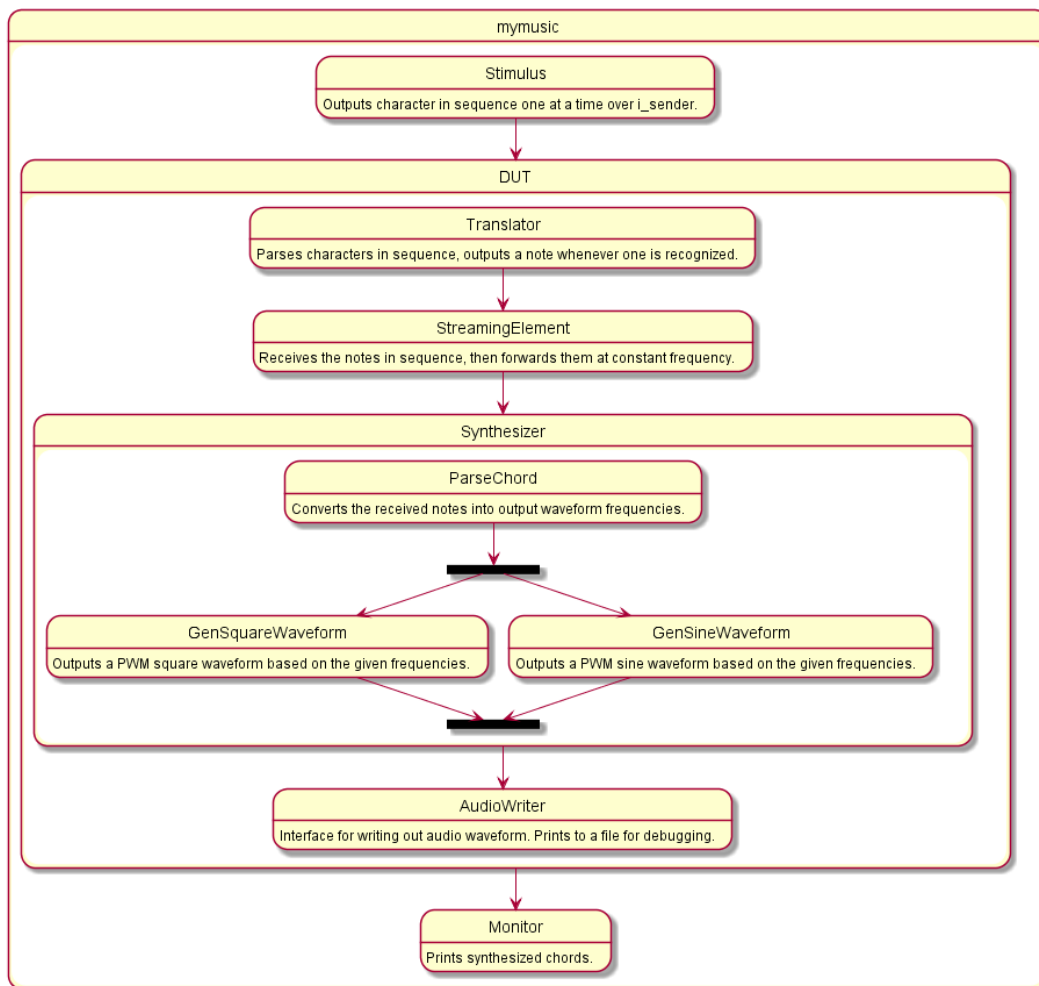 mymusic
Stimulus
Outputs character in sequence one at a time over i_sender.
DUT
Translator
Parses characters in sequence, outputs a note whenever one is recognized.
StreamingElement
Receives the notes in sequence, then forwards them at constant frequency.
Synthesizer
ParseChord
Converts the received notes into output waveform frequencies.
GenSquareWaveform
Outputs a PWM square waveform based on the given frequencies.
GenSineWaveform
Outputs a PWM sine waveform based on the given frequencies.
AudioWriter
Interface for writing out audio waveform. Prints to a file for debugging.
Monitor
Prints synthesized chords.